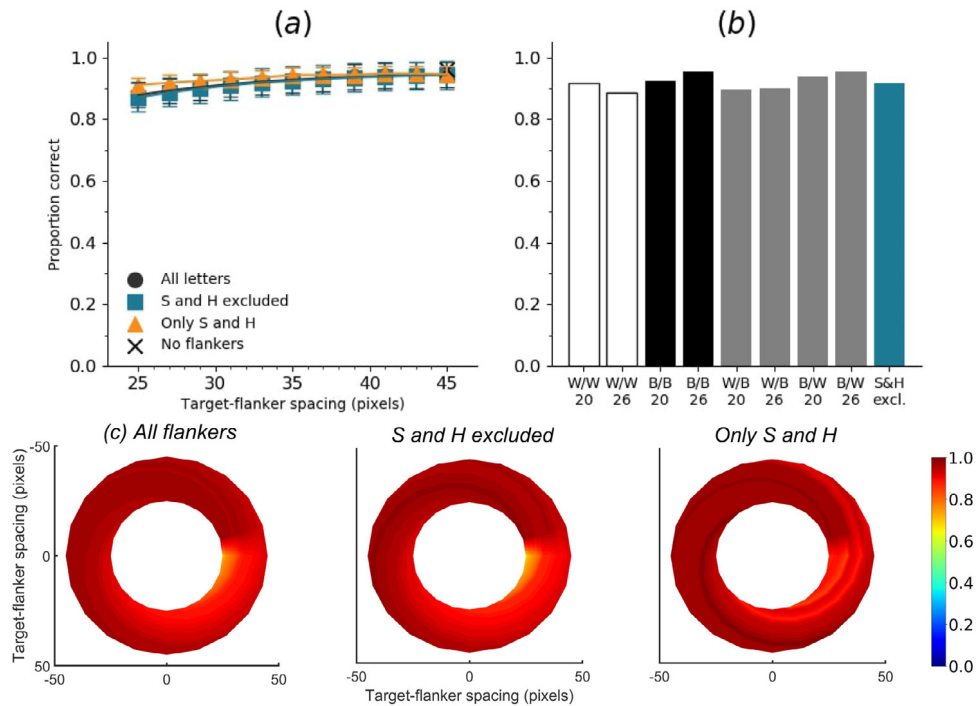 (a)
1.0
0.8
0.6
0.4
0.2
0.0
Proportion correct
All letters
S and H excluded
Only S and H
No flankers
25 30 35 40 45
Target-flanker spacing (pixels)
(b)
1.0
0.8
0.6
0.4
0.2
0.0
W/W W/W B/B B/B W/B W/B B/W B/W S&H
20 26 20 26 20 26 20 26 excl.
(c) All flankers
S and H excluded
Only S and H
-50
0
50
Target-flanker spacing (pixels)
0 50
-50 0 50
-50 0 50
Target-flanker spacing (pixels)
1.0
0.8
0.6
0.4
0.2
0.0